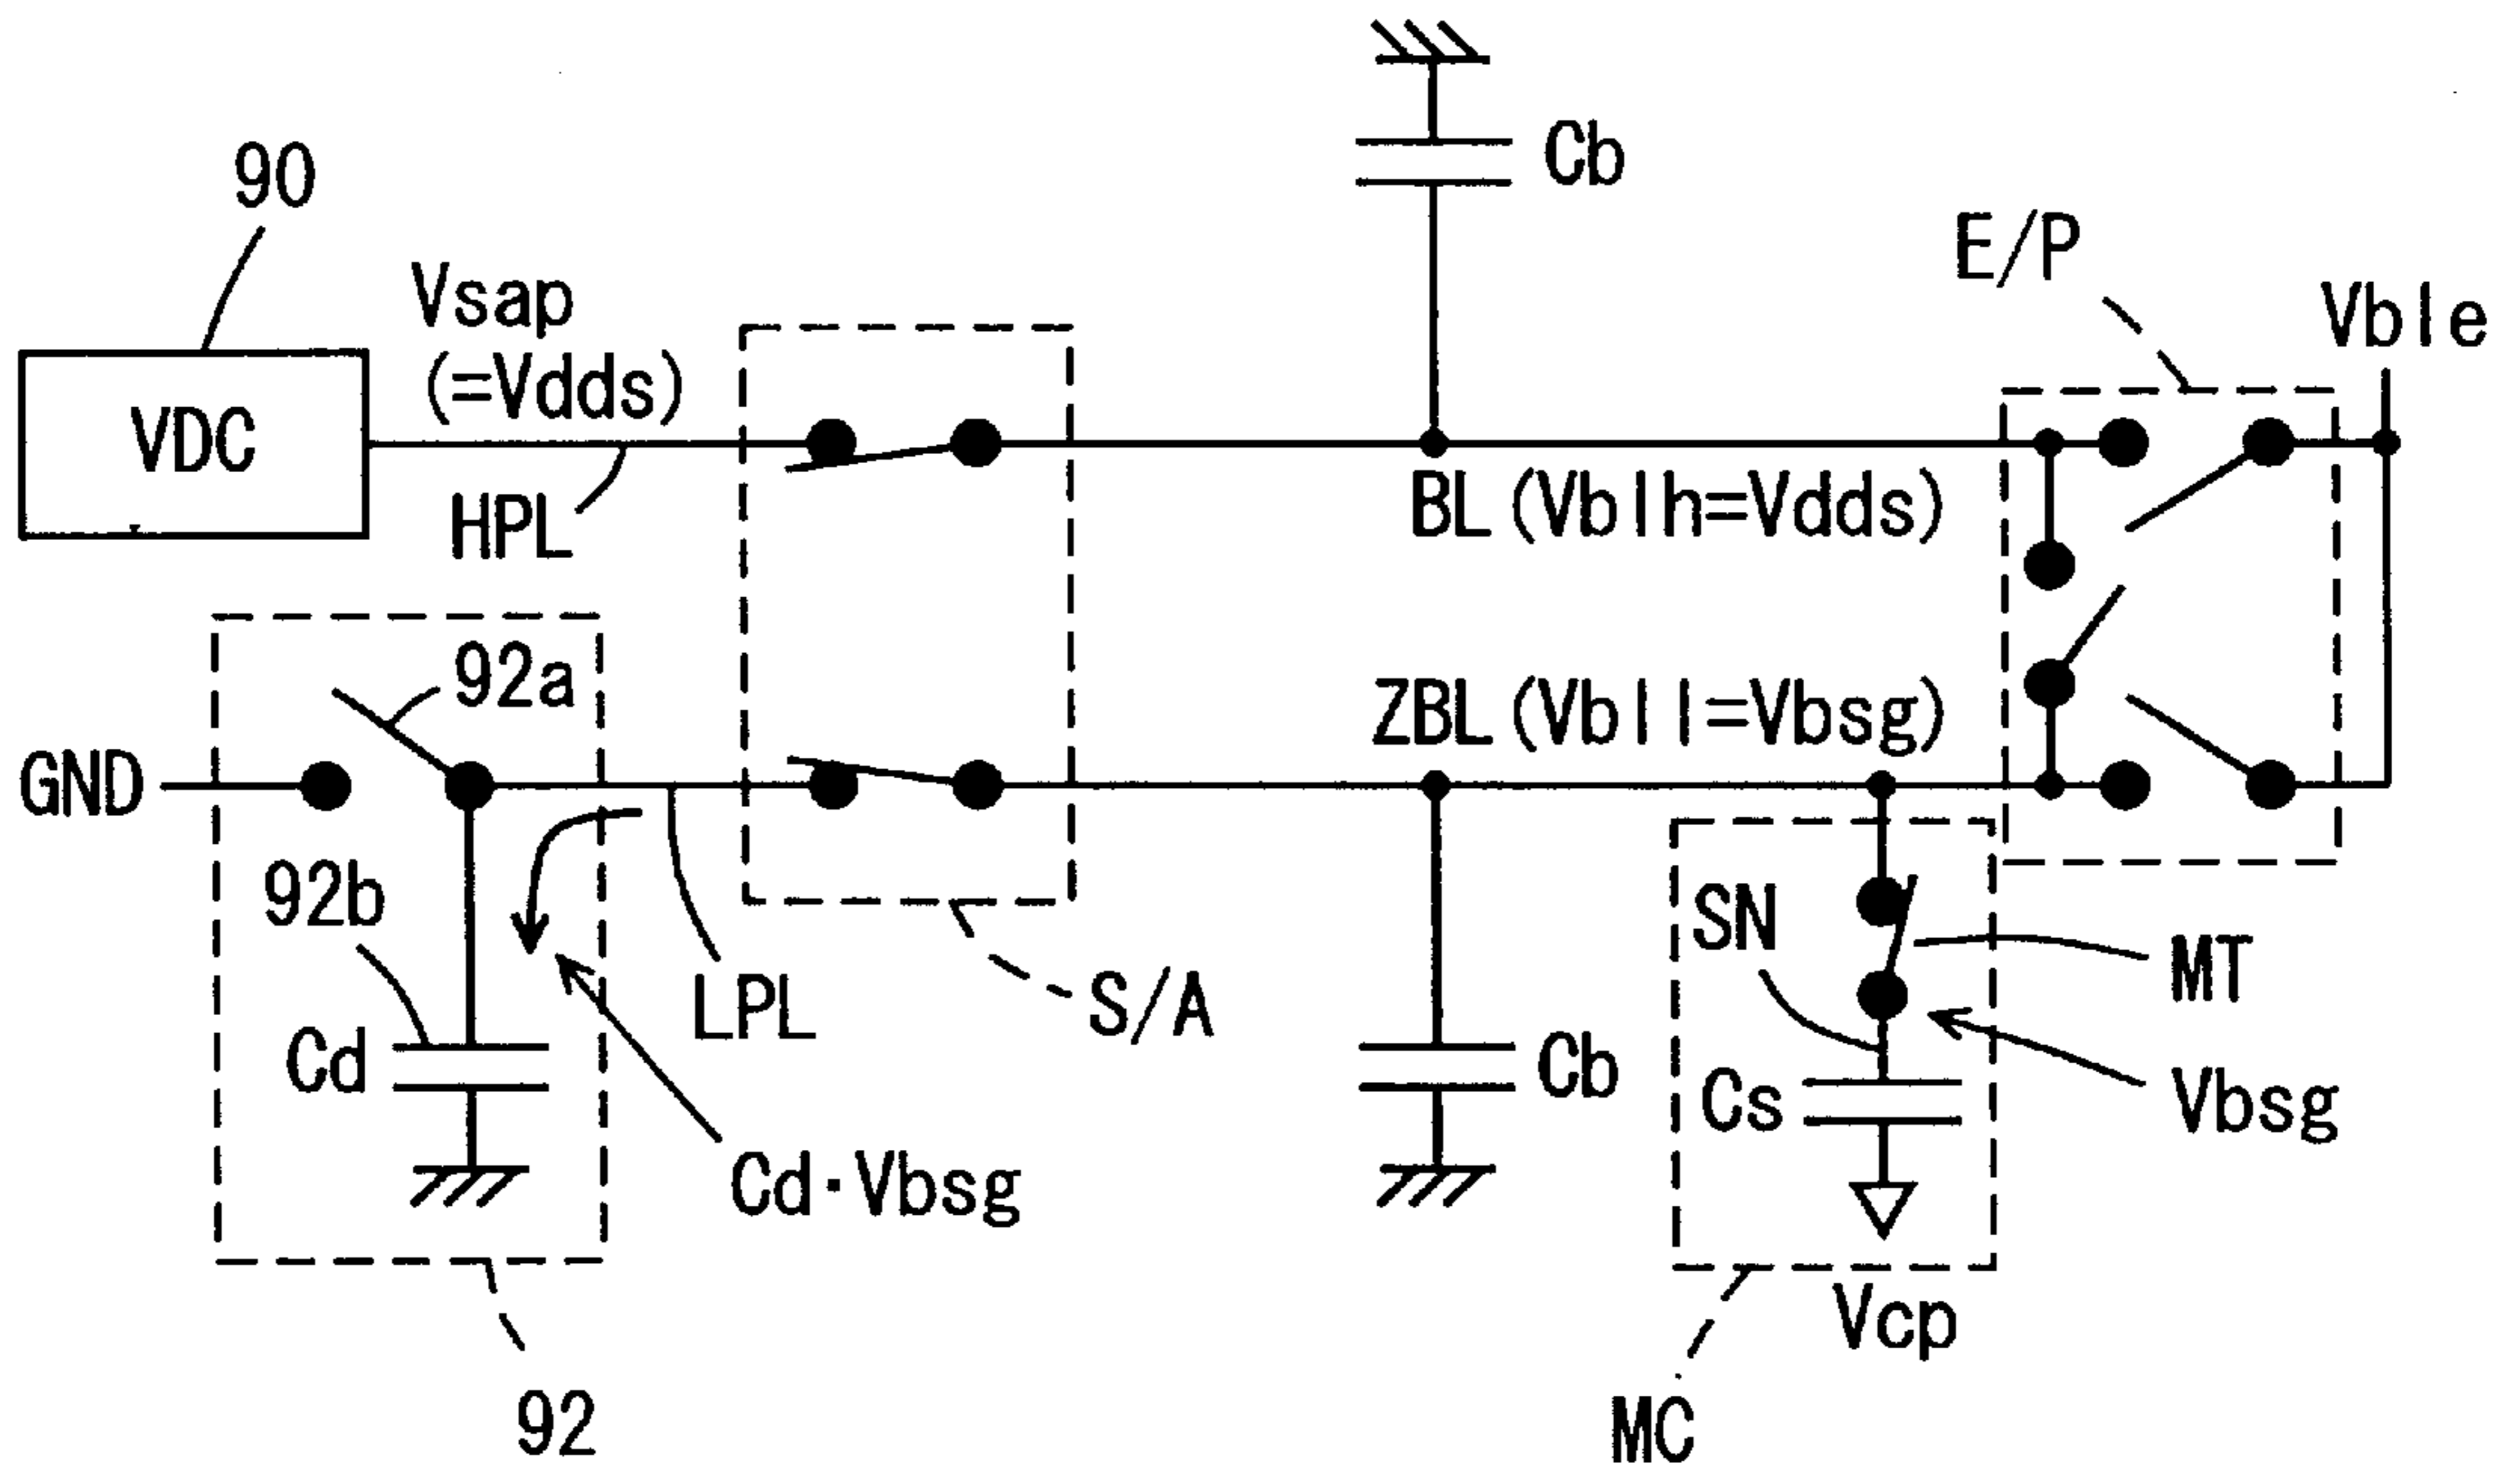 90
Cb
E/P
Vble
Vsap
(=Vdds)
VDC
HPL
BL (Vblh=Vdds)
92a
ZBL (Vbll=Vbsg)
GND
92b
SN
MT
LPL
S/A
Cd
Cb
Cs
Vbsg
Cd·Vbsg
Vcp
92
MC